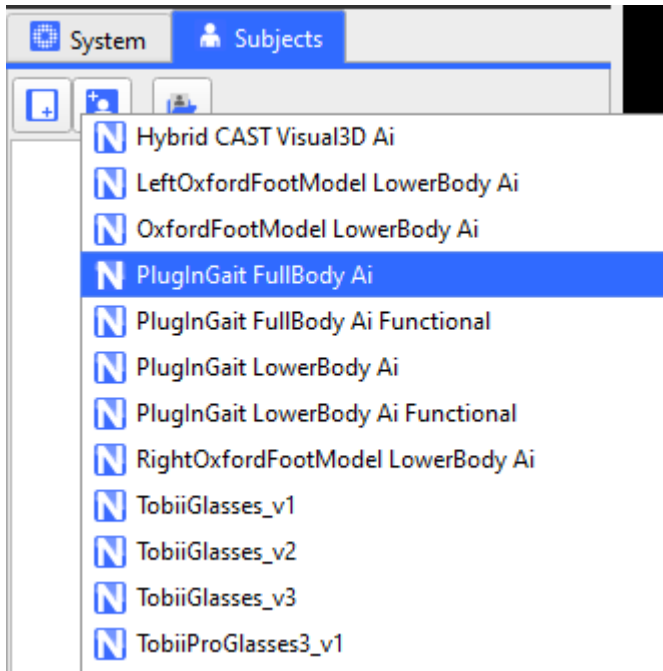 System
Subjects
Hybrid CAST Visual3D Ai
LeftOxfordFootModel LowerBody Ai
OxfordFootModel LowerBody Ai
PlugInGait FullBody Ai
PlugInGait FullBody Ai Functional
PlugInGait LowerBody Ai
PlugInGait LowerBody Ai Functional
RightOxfordFootModel LowerBody Ai
TobiiGlasses_v1
TobiiGlasses_v2
TobiiGlasses_v3
TobiiProGlasses3_v1